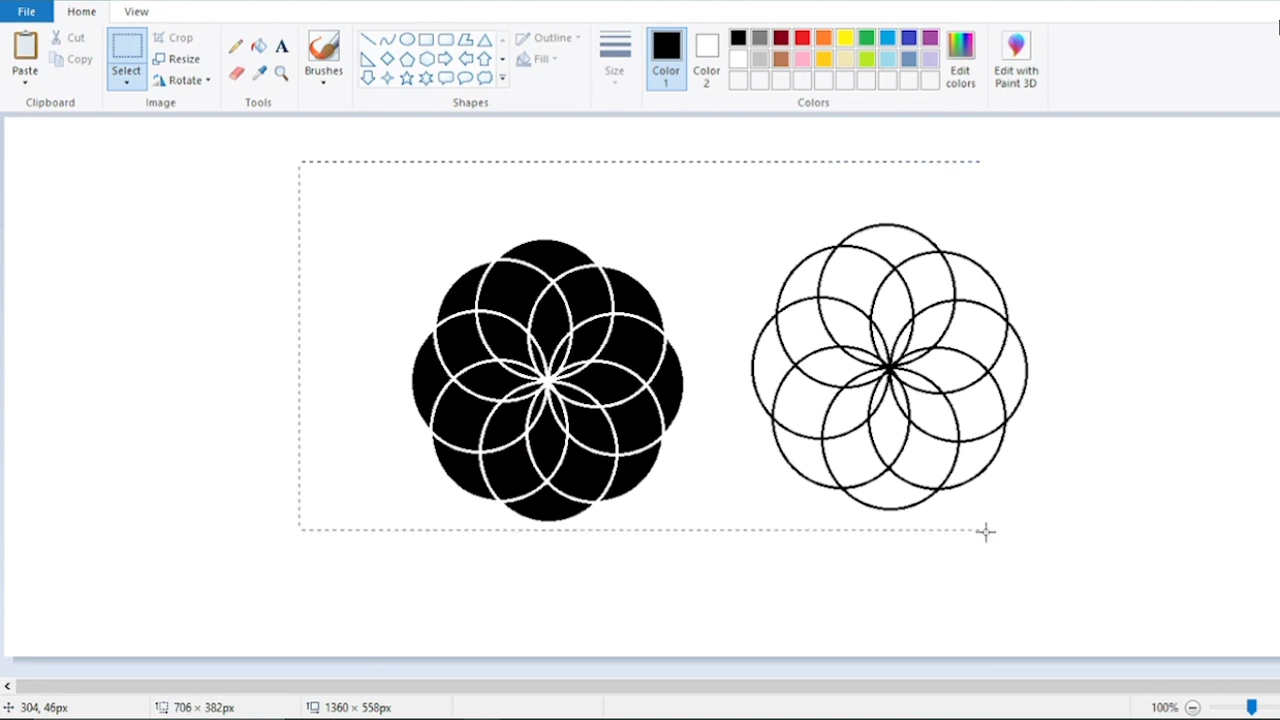 File Home View
Paste
Cut
Copy
Clipboard
Select
Crop
Resize
Rotate
Image
A
Tools
Brushes
Outline
Fill
Shapes
Size
Color 1
Color 2
Edit colors
Colors
Edit with Paint 3D
304, 46px 706 × 382px 1360 × 558px 100%